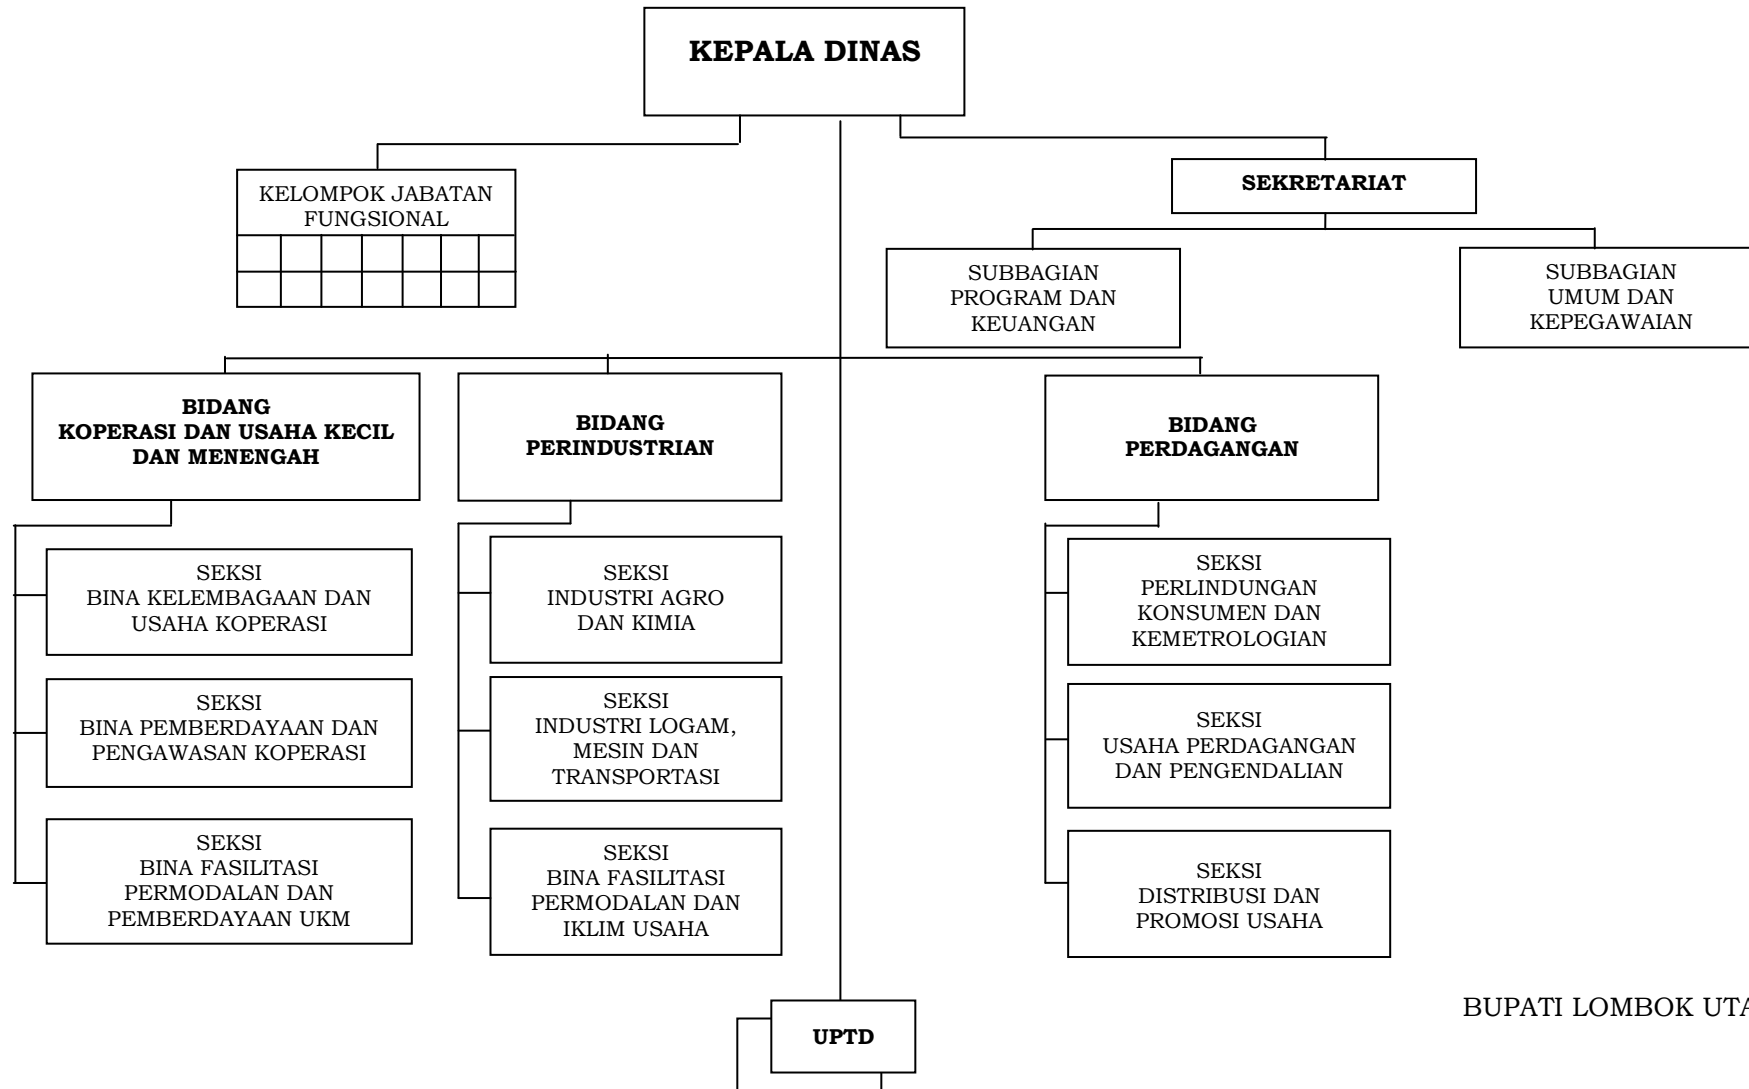 KEPALA DINAS
KELOMPOK JABATAN
FUNGSIONAL
SEKRETARIAT
SUBBAGIAN
PROGRAM DAN
KEUANGAN
SUBBAGIAN
UMUM DAN
KEPEGAWAIAN
BIDANG
KOPERASI DAN USAHA KECIL
DAN MENENGAH
BIDANG
PERINDUSTRIAN
BIDANG
PERDAGANGAN
SEKSI
BINA KELEMBAGAAN DAN
USAHA KOPERASI
SEKSI
BINA PEMBERDAYAAN DAN
PENGAWASAN KOPERASI
SEKSI
BINA FASILITASI
PERMODALAN DAN
PEMBERDAYAAN UKM
SEKSI
INDUSTRI AGRO
DAN KIMIA
SEKSI
INDUSTRI LOGAM,
MESIN DAN
TRANSPORTASI
SEKSI
BINA FASILITASI
PERMODALAN DAN
IKLIM USAHA
SEKSI
PERLINDUNGAN
KONSUMEN DAN
KEMETROLOGIAN
SEKSI
USAHA PERDAGANGAN
DAN PENGENDALIAN
SEKSI
DISTRIBUSI DAN
PROMOSI USAHA
UPTD
BUPATI LOMBOK UTA